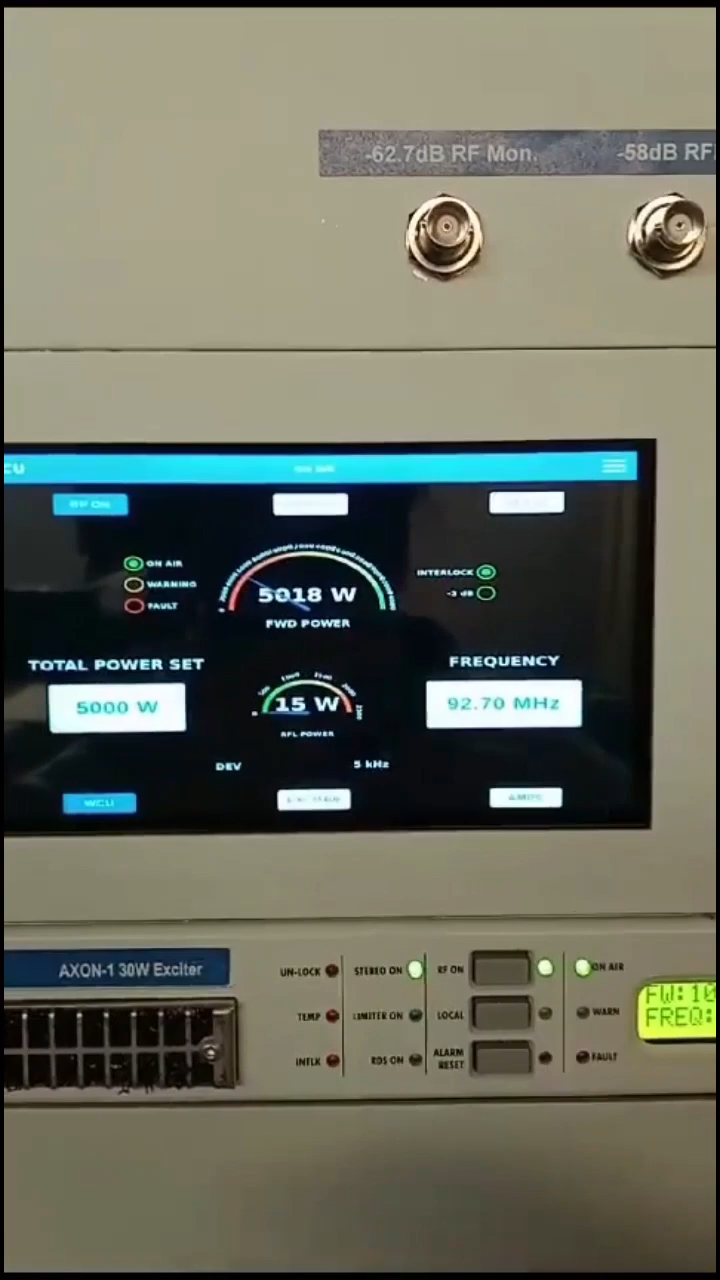 -62.7dB RF Mon.
-58dB RF
CU
RF ON
ON AIR
WARNING
FAULT
5018 W
FWD POWER
INTERLOCK
-3 dB
TOTAL POWER SET
5000 W
15 W
RFL POWER
FREQUENCY
92.70 MHz
DEV
5 kHz
WCU
AMPS
AXON-1 30W Exciter
UN-LOCK
TEMP
INTLK
STEREO ON
LIMITER ON
RDS ON
RF ON
LOCAL
ALARM
RESET
ON AIR
WARN
FAULT
FW:10
FREQ: